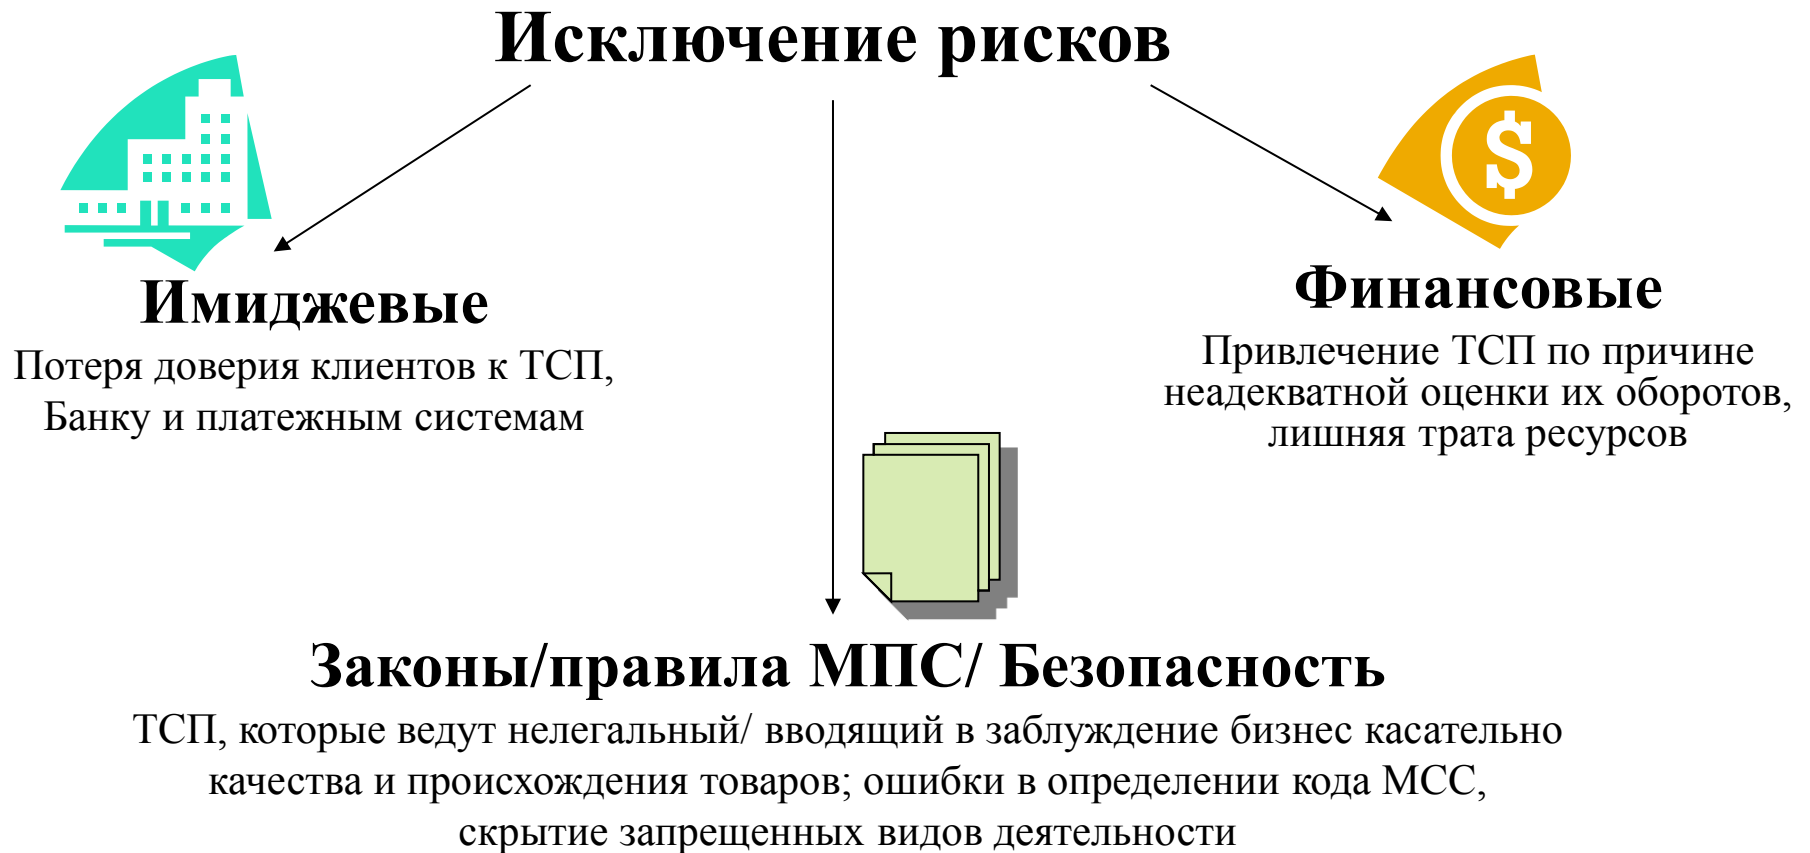 Исключение рисков
Имиджевые
Потеря доверия клиентов к ТСП,
Банку и платежным системам
$
Финансовые
Привлечение ТСП по причине
неадекватной оценки их оборотов,
лишняя трата ресурсов
Законы/правила МПС/ Безопасность
ТСП, которые ведут нелегальный/ вводящий в заблуждение бизнес касательно
качества и происхождения товаров; ошибки в определении кода МСС,
скрытие запрещенных видов деятельности